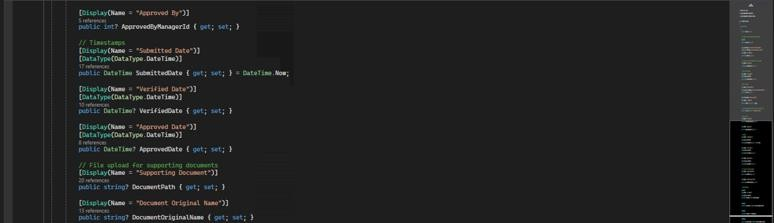 [Display(Name = "Approved By")]
5 references
public int? ApprovedByManagerId { get; set; }
// Timestamps
[Display(Name = "Submitted Date")]
[DataType(DataType.DateTime)]
17 references
public DateTime SubmittedDate { get; set; } = DateTime.Now;
[Display(Name = "Verified Date")]
[DataType(DataType.DateTime)]
10 references
public DateTime? VerifiedDate { get; set; }
[Display(Name = "Approved Date")]
[DataType(DataType.DateTime)]
8 references
public DateTime? ApprovedDate { get; set; }
// File upload for supporting documents
[Display(Name = "Supporting Document")]
20 references
public string? DocumentPath { get; set; }
[Display(Name = "Document Original Name")]
13 references
public string? DocumentOriginalName { get; set; }